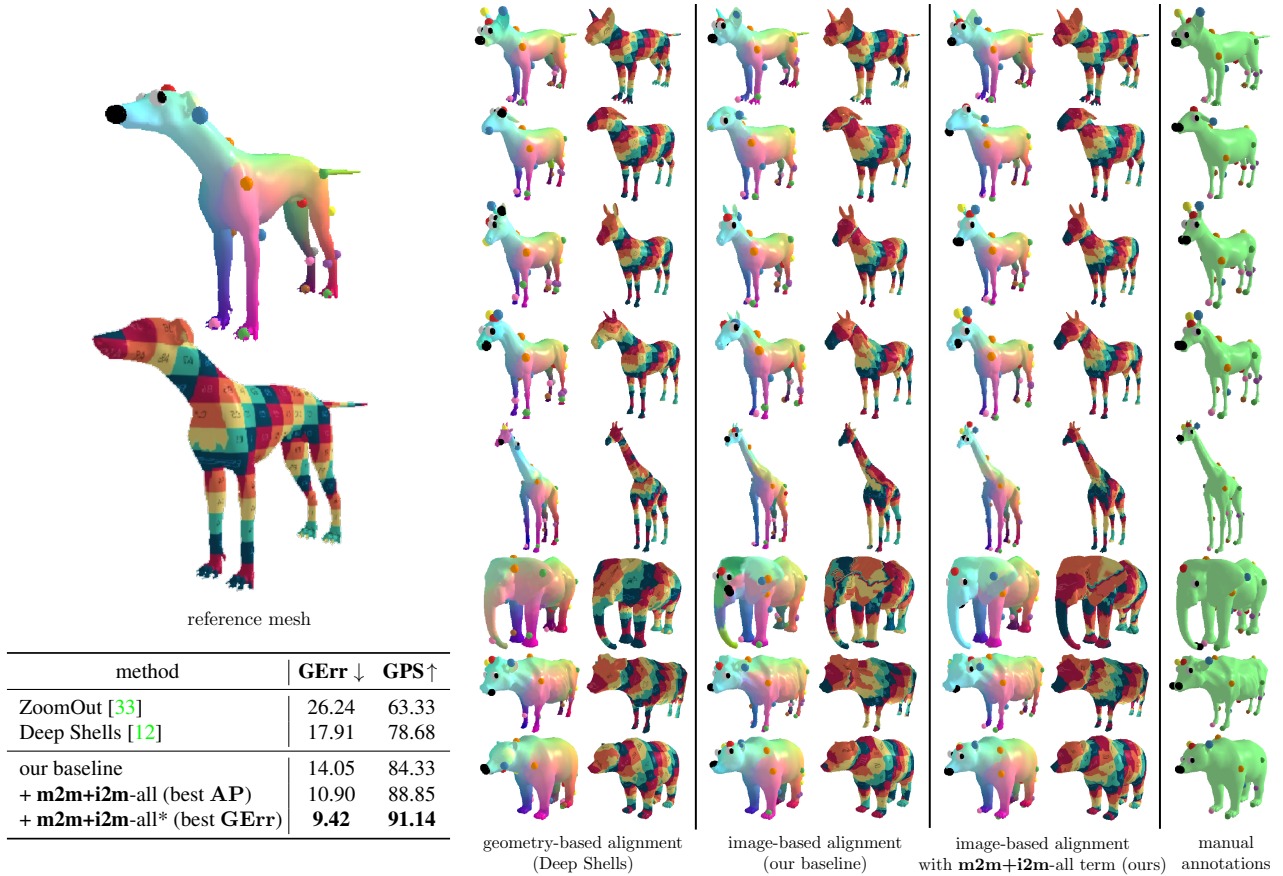 reference mesh
method GErr ↓ GPS ↑
ZoomOut [33] 26.24 63.33
Deep Shells [12] 17.91 78.68
our baseline 14.05 84.33
+ m2m+i2m-all (best AP) 10.90 88.85
+ m2m+i2m-all* (best GErr) 9.42 91.14
geometry-based alignment
(Deep Shells)
image-based alignment
(our baseline)
image-based alignment
with m2m+i2m-all term (ours)
manual
annotations